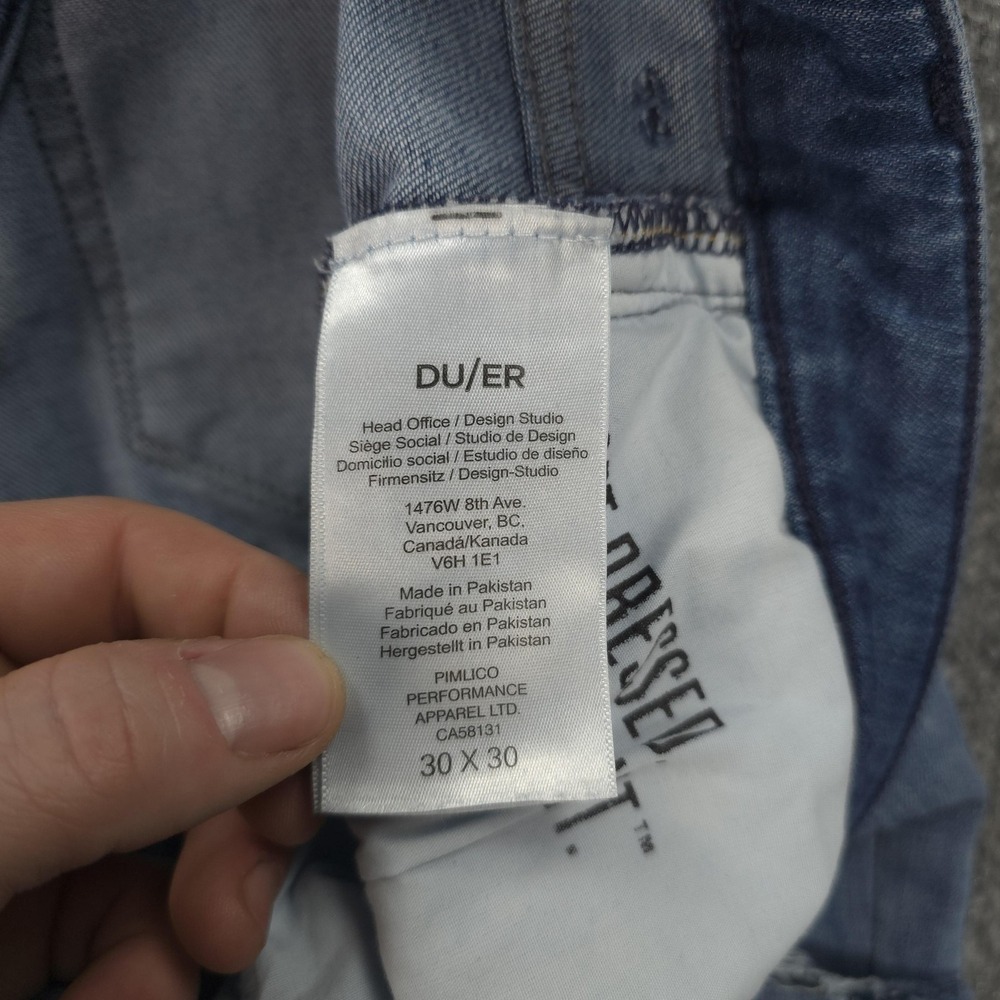 DU/ER
Head Office / Design Studio
Siège Social / Studio de Design
Domicilio social / Estudio de diseño
Firmensitz / Design-Studio
1476W 8th Ave.
Vancouver, BC,
Canadá/Kanada
V6H 1E1
Made in Pakistan
Fabriqué au Pakistan
Fabricado en Pakistan
Hergestellt in Pakistan
PIMLICO
PERFORMANCE
APPAREL LTD.
CA58131
30 X 30
DRESSED
TM